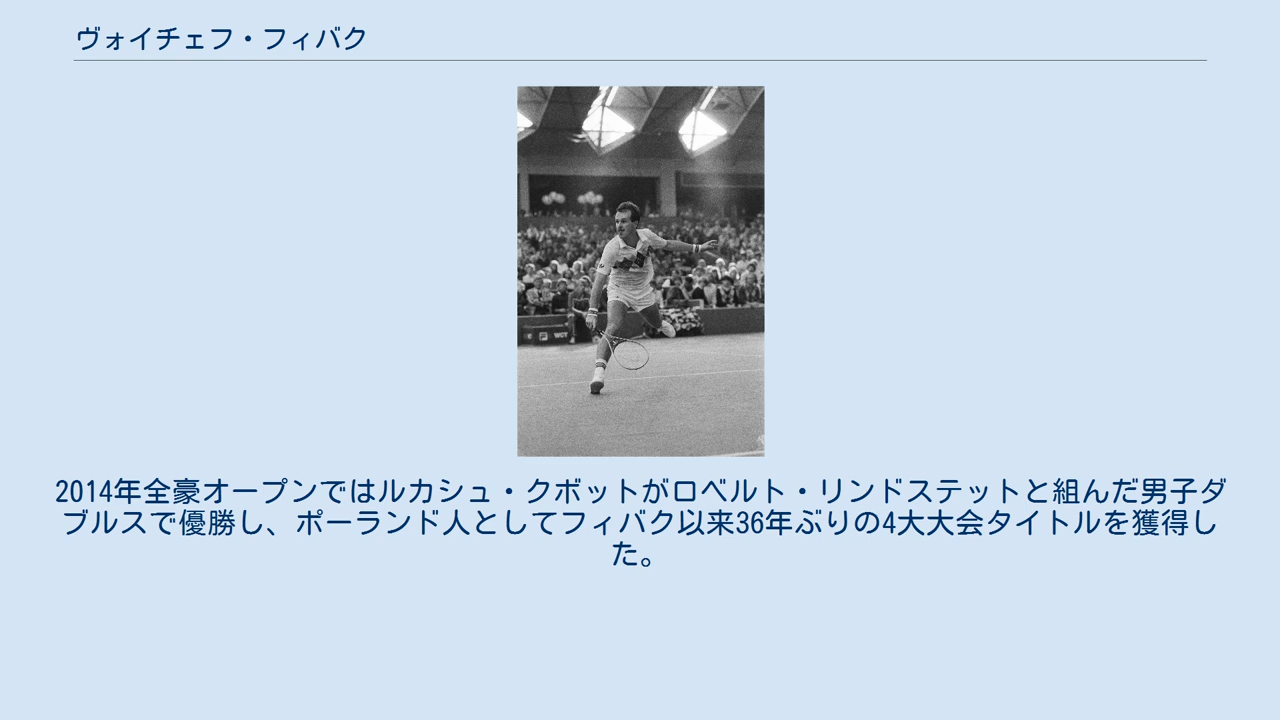 ヴォイチェフ・フィバク
FILA WCT
2014年全豪オープンではルカシュ・クボットがロベルト・リンドステットと組んだ男子ダ
ブルスで優勝し、ポーランド人としてフィバク以来36年ぶりの4大大会タイトルを獲得し
た。